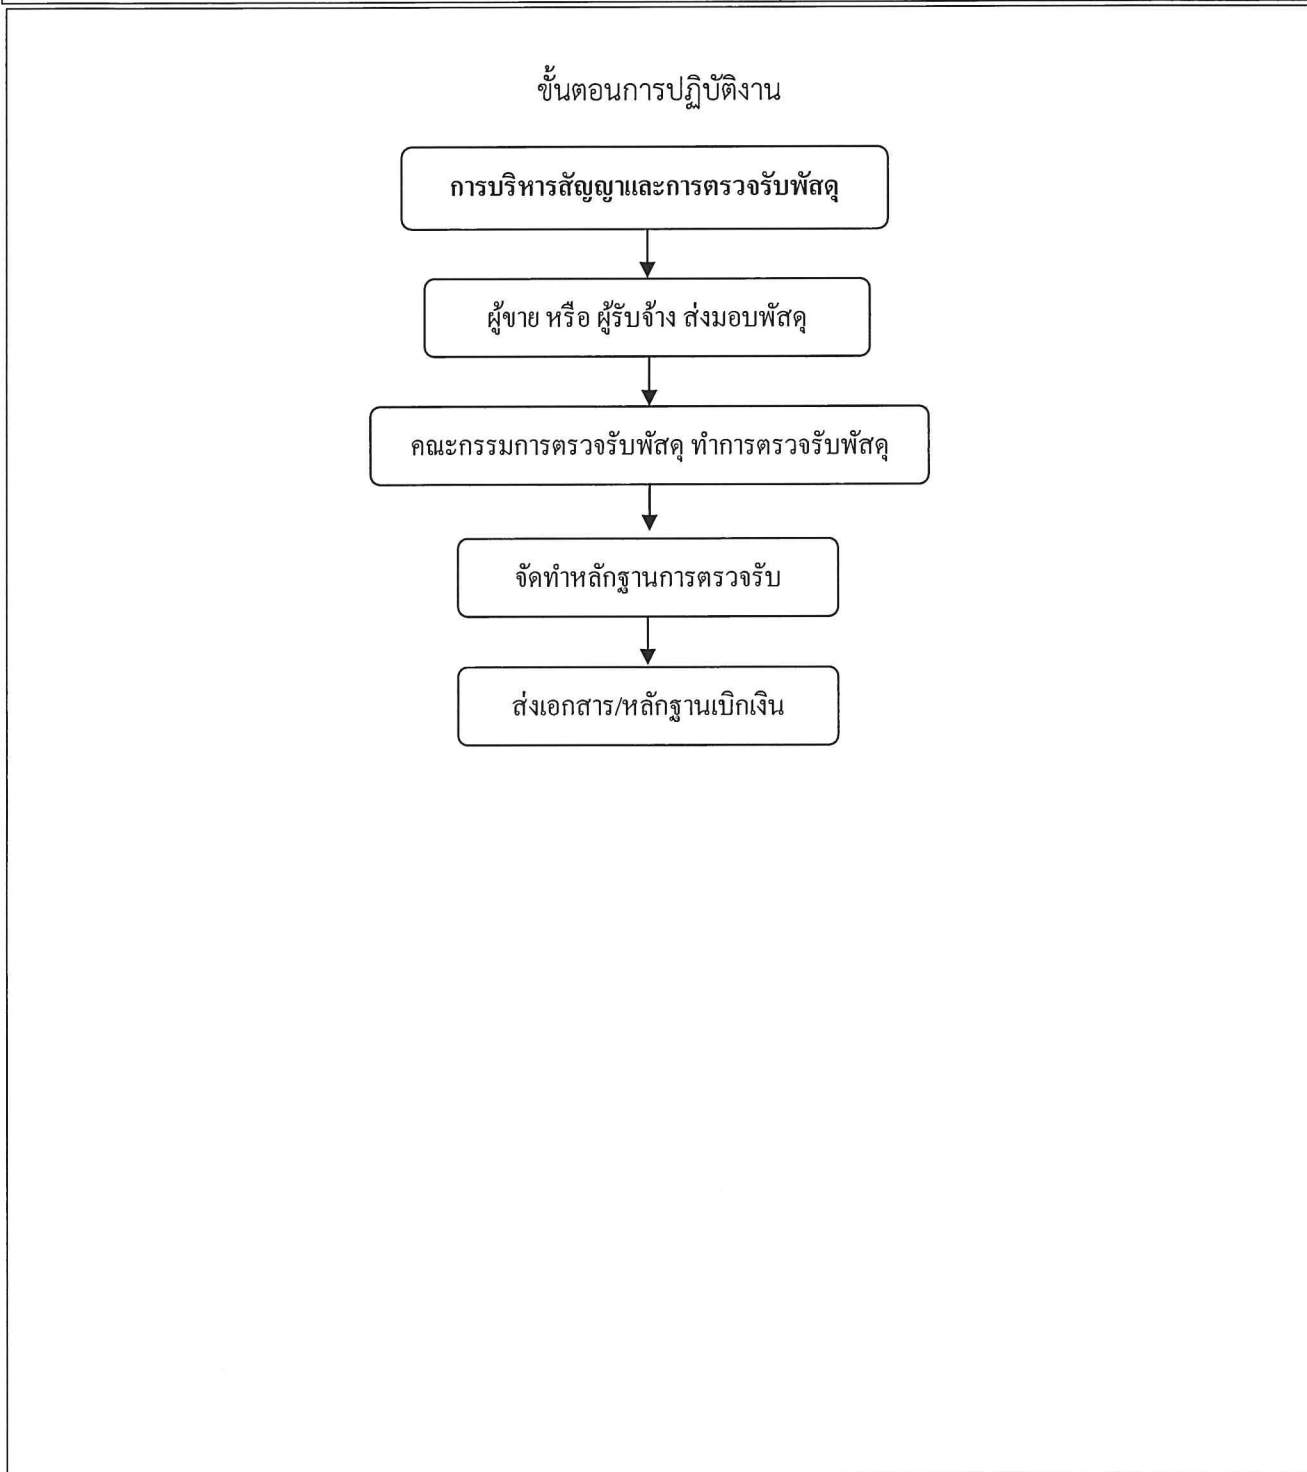 ขั้นตอนการปฏิบัติงาน
การบริหารสัญญาและการตรวจรับพัสดุ
ผู้ขาย หรือ ผู้รับจ้าง ส่งมอบพัสดุ
คณะกรรมการตรวจรับพัสดุ ทำการตรวจรับพัสดุ
จัดทำหลักฐานการตรวจรับ
ส่งเอกสาร/หลักฐานเบิกเงิน